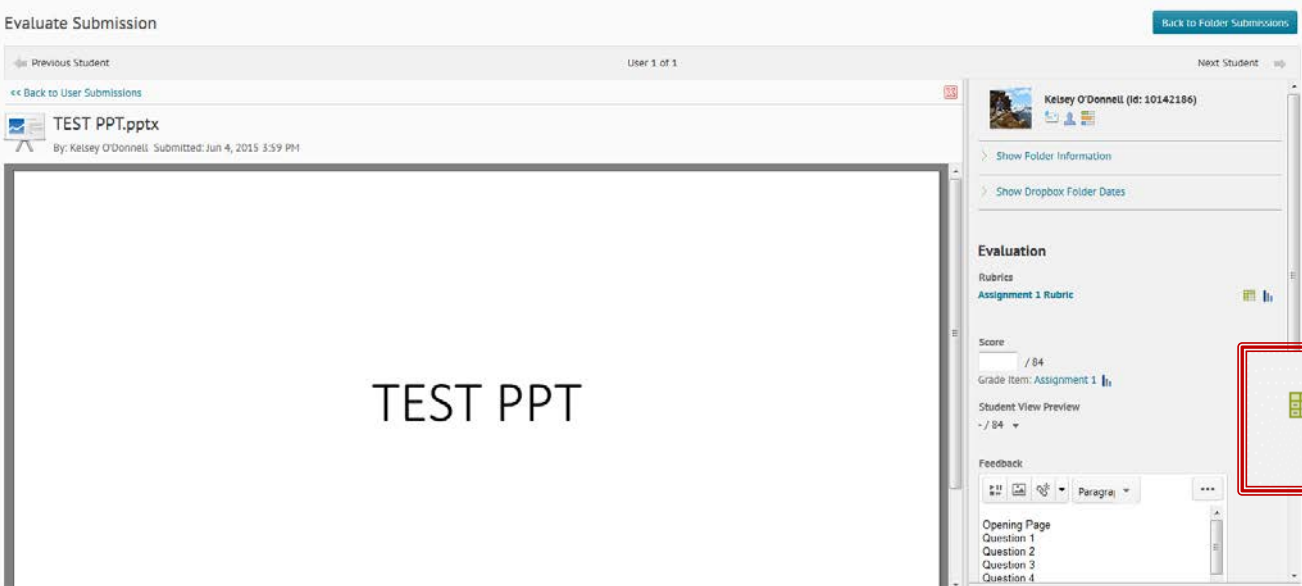 Evaluate Submission
Back to Folder Submissions
Previous Student
User 1 of 1
Next Student
<< Back to User Submissions
TEST PPT.pptx
By: Kelsey O'Donnell Submitted: Jun 4, 2015 3:59 PM
TEST PPT
Kelsey O'Donnell (Id: 10142186)
Show Folder Information
Show Dropbox Folder Dates
Evaluation
Rubrics
Assignment 1 Rubric
Score
/ 84
Grade Item: Assignment 1
Student View Preview
- / 84
Feedback
Paragraj
Opening Page
Question 1
Question 2
Question 3
Question 4